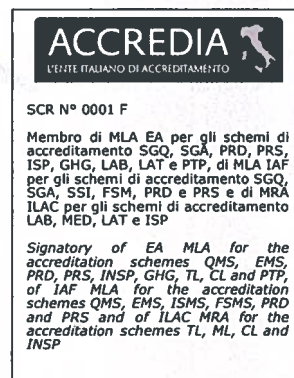 ACCREDIA
L'ENTE ITALIANO DI ACCREDITAMENTO
SCR N° 0001 F
Membro di MLA EA per gli schemi di
accreditamento SGQ, SGA, PRD, PRS,
ISP, GHG, LAB, LAT e PTP, di MLA IAF
per gli schemi di accreditamento SGQ,
SGA, SSI, FSM, PRD e PRS e di MRA
ILAC per gli schemi di accreditamento
LAB, MED, LAT e ISP
Signatory of EA MLA for the
accreditation schemes QMS, EMS,
PRD, PRS, INSP, GHG, TL, CL and PTP,
of IAF MLA for the accreditation
schemes QMS, EMS, ISMS, FSMS, PRD
and PRS and of ILAC MRA for the
accreditation schemes TL, ML, CL and
INSP